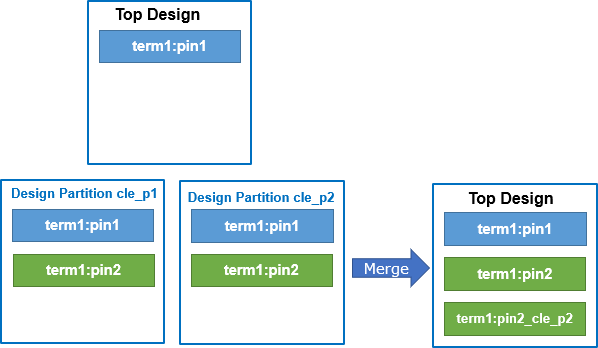 Top Design
term1:pin1
Design Partition cle_p1
term1:pin1
term1:pin2
Design Partition cle_p2
term1:pin1
term1:pin2
Merge
Top Design
term1:pin1
term1:pin2
term1:pin2_cle_p2